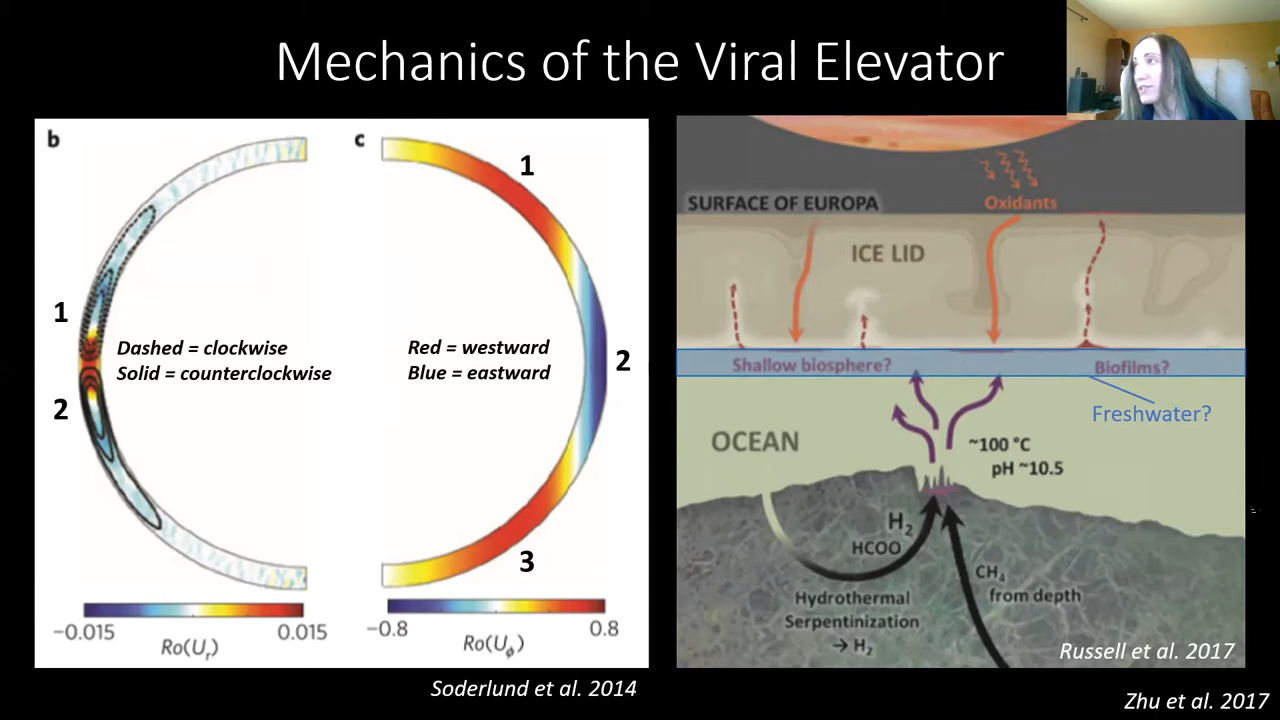 Mechanics of the Viral Elevator
b
c
1
1
2
2
3
Dashed = clockwise
Solid = counterclockwise
Red = westward
Blue = eastward
−0.015
0.015
Ro(Ur)
−0.8
0.8
Ro(Uϕ)
Soderlund et al. 2014
SURFACE OF EUROPA
Oxidants
ICE LID
Shallow biosphere?
Biofilms?
Freshwater?
OCEAN
~100 °C
pH ~10.5
H2
HCOO
CH4
from depth
Hydrothermal
Serpentinization
→ H2
Russell et al. 2017
Zhu et al. 2017